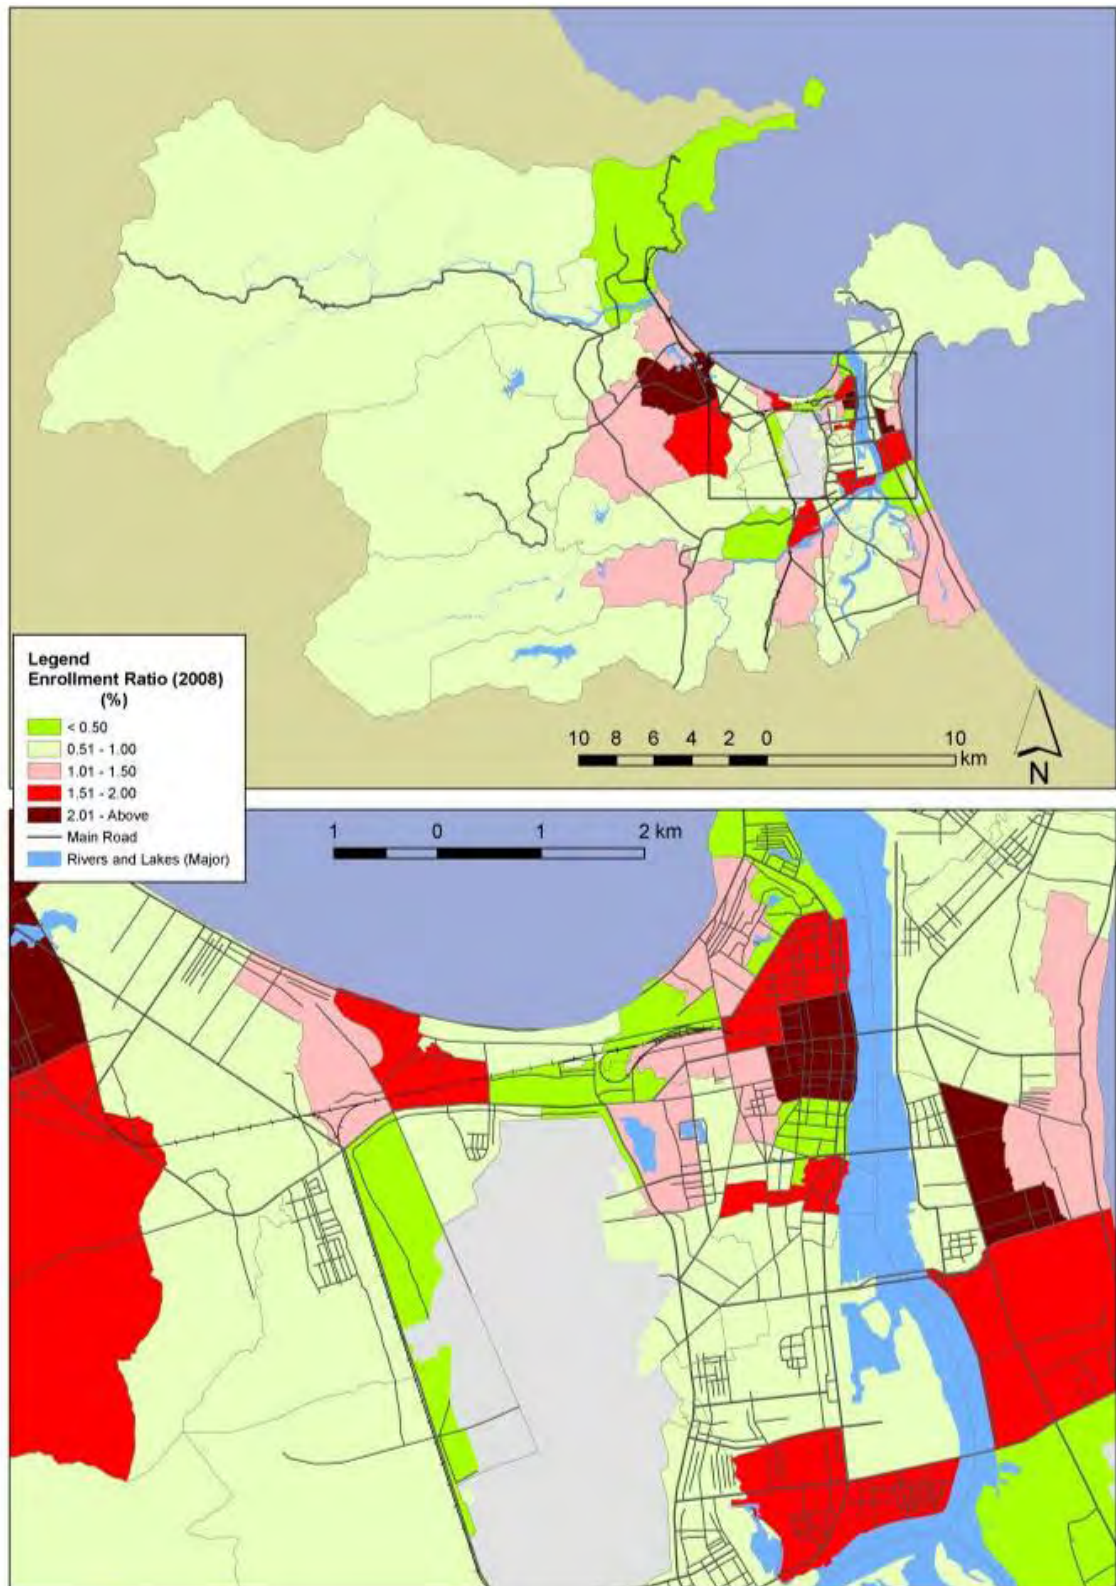 Legend
Enrollment Ratio (2008)
(%)
< 0.50
0.51 - 1.00
1.01 - 1.50
1.51 - 2.00
2.01 - Above
Main Road
Rivers and Lakes (Major)
10 8 6 4 2 0 10
km
N
1 0 1 2 km